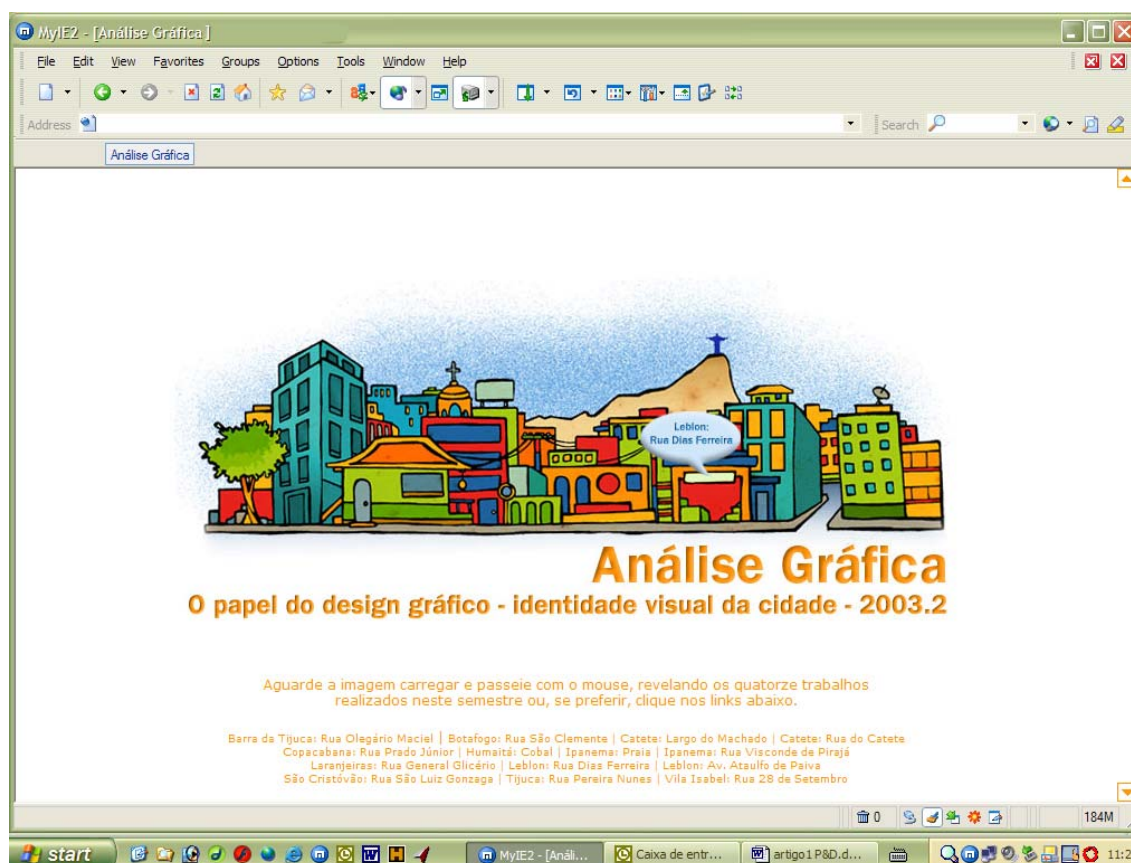 MyIE2 - [Análise Gráfica ]
File Edit View Favorites Groups Options Tools Window Help
Address
Search
Análise Gráfica
Leblon:
Rua Dias Ferreira
Análise Gráfica
O papel do design gráfico - identidade visual da cidade - 2003.2
Aguarde a imagem carregar e passeie com o mouse, revelando os quatorze trabalhos
realizados neste semestre ou, se preferir, clique nos links abaixo.
Barra da Tijuca: Rua Olegário Maciel | Botafogo: Rua São Clemente | Catete: Largo do Machado | Catete: Rua do Catete
Copacabana: Rua Prado Júnior | Humaitá: Cobal | Ipanema: Praia | Ipanema: Rua Visconde de Pirajá
Laranjeiras: Rua General Glicério | Leblon: Rua Dias Ferreira | Leblon: Av. Ataulfo de Paiva
São Cristóvão: Rua São Luiz Gonzaga | Tijuca: Rua Pereira Nunes | Vila Isabel: Rua 28 de Setembro
0 184M
start MyIE2 - [Análi... Caixa de entr... artigo1P&D.d... 11:2